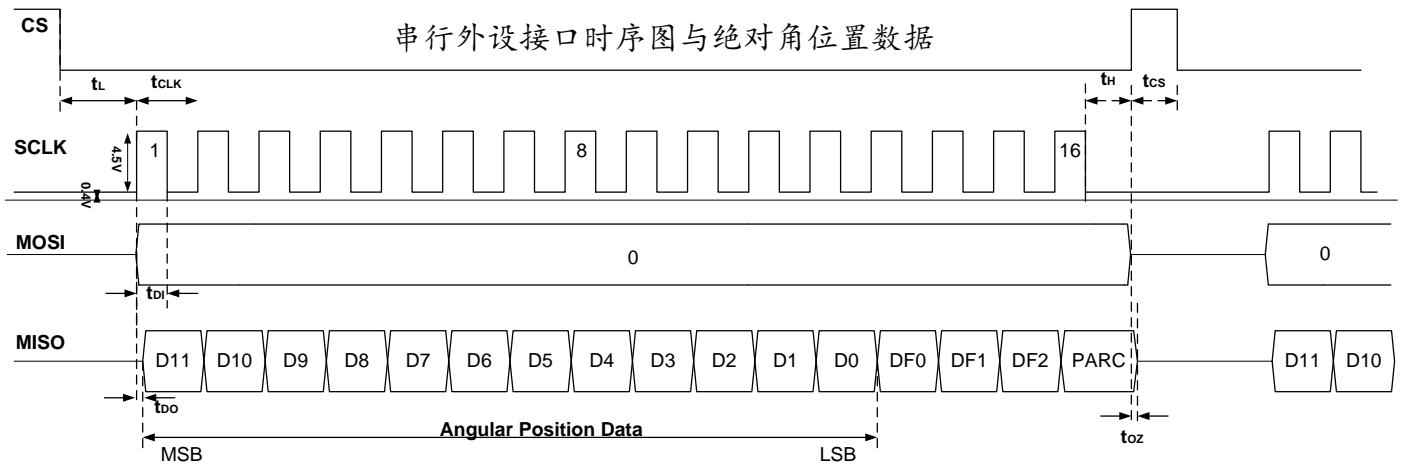 串行外设接口时序图与绝对角位置数据
CS
tL tCLK tH tCS
SCLK 4.5V 0.4V 1 8 16
MOSI 0 0
tDI
MISO D11 D10 D9 D8 D7 D6 D5 D4 D3 D2 D1 D0 DF0 DF1 DF2 PARC D11 D10
tDO
Angular Position Data tOZ
MSB LSB